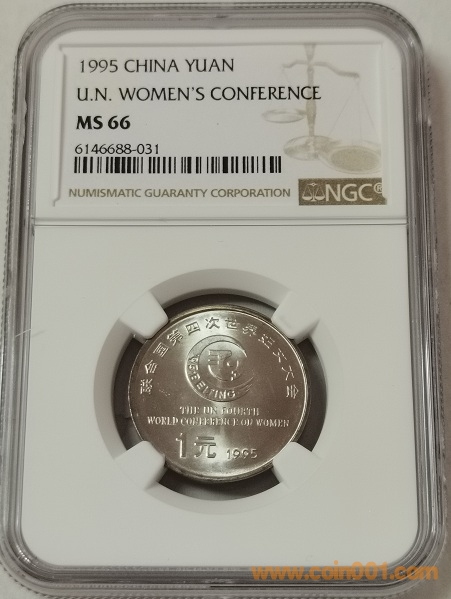 1995 CHINA YUAN
U.N. WOMEN'S CONFERENCE
MS 66
6146688-031
NUMISMATIC GUARANTY CORPORATION NGC®
联合国第四次世界妇女大会
BEIJING
THE UN FOURTH
WORLD CONFERENCE ON WOMEN
1元 1995
www.coin001.com